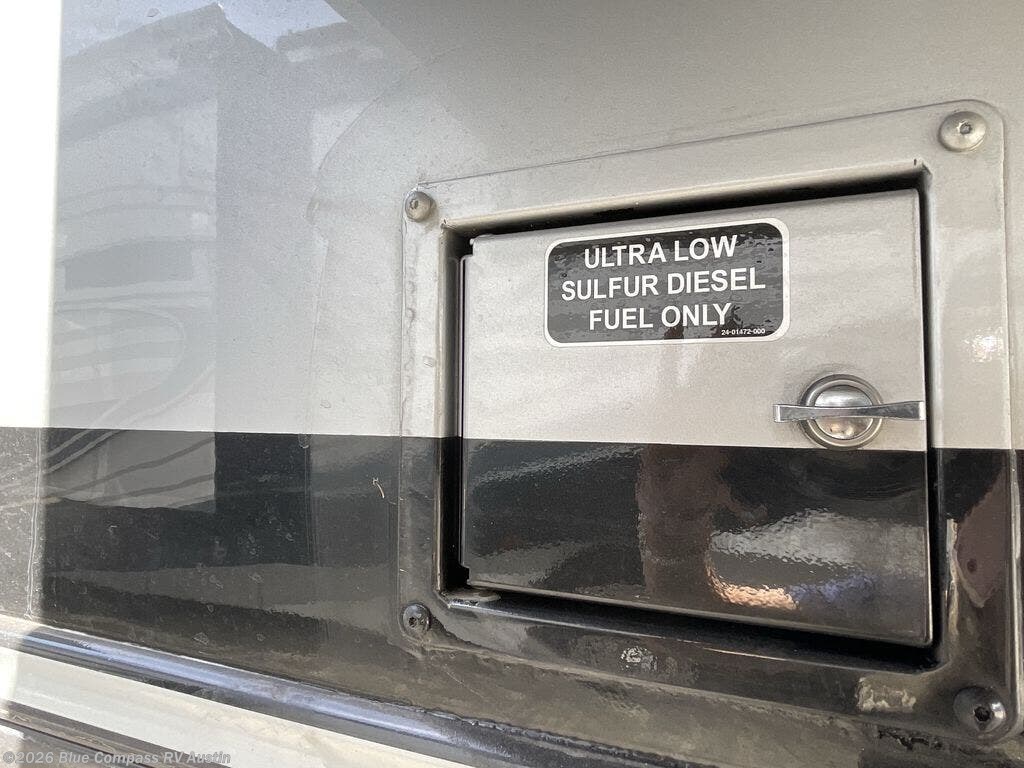 ULTRA LOW
SULFUR DIESEL
FUEL ONLY
24-01472-000
©2026 Blue Compass RV Austin